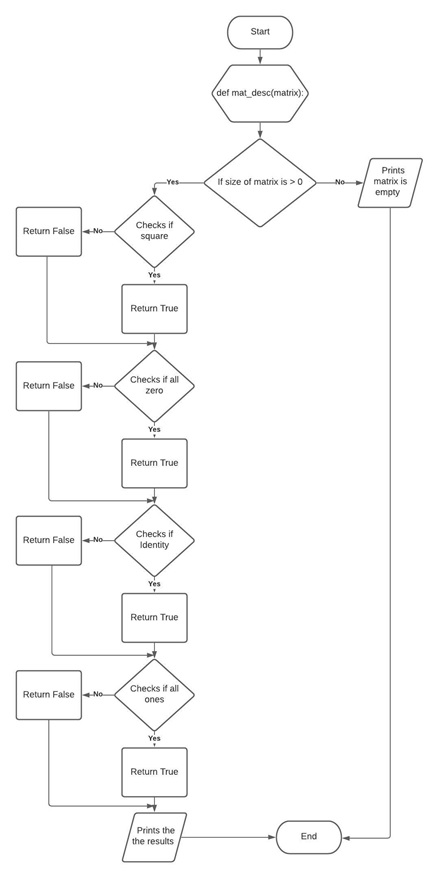 Start
def mat_desc(matrix):
If size of matrix is > 0
Yes
No
Prints
matrix is
empty
Checks if
square
No
Return False
Yes
Return True
Checks if all
zero
No
Return False
Yes
Return True
Checks if
Identity
No
Return False
Yes
Return True
Checks if all
ones
No
Return False
Yes
Return True
Prints the
the results
End